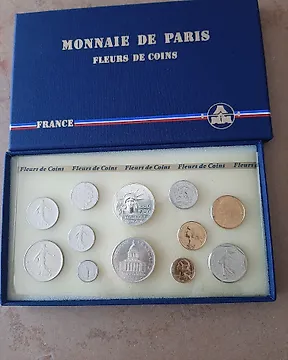 MONNAIE DE PARIS
FLEURS DE COINS
FRANCE
Fleurs de Coins Fleurs de Coins Fleurs de Coins Fleurs de Coins Fleurs